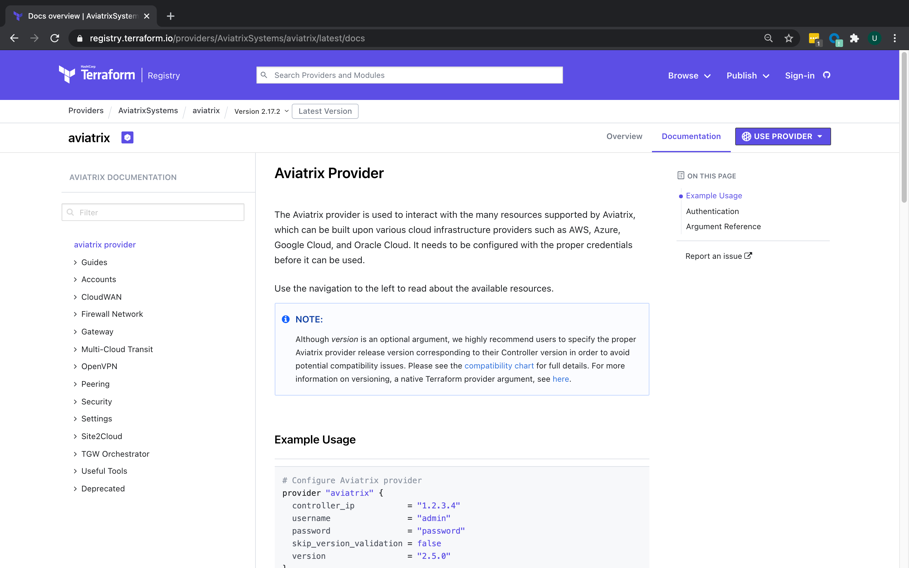 Docs overview | AviatrixSystem
registry.terraform.io/providers/AviatrixSystems/aviatrix/latest/docs
1
1
U
HashiCorp
Terraform
Registry
Search Providers and Modules
Browse
Publish
Sign-in
Providers / AviatrixSystems / aviatrix / Version 2.17.2
Latest Version
aviatrix
Overview
Documentation
USE PROVIDER
AVIATRIX DOCUMENTATION
Filter
aviatrix provider
Guides
Accounts
CloudWAN
Firewall Network
Gateway
Multi-Cloud Transit
OpenVPN
Peering
Security
Settings
Site2Cloud
TGW Orchestrator
Useful Tools
Deprecated
Aviatrix Provider
The Aviatrix provider is used to interact with the many resources supported by Aviatrix,
which can be built upon various cloud infrastructure providers such as AWS, Azure,
Google Cloud, and Oracle Cloud. It needs to be configured with the proper credentials
before it can be used.
Use the navigation to the left to read about the available resources.
NOTE:
Although version is an optional argument, we highly recommend users to specify the proper
Aviatrix provider release version corresponding to their Controller version in order to avoid
potential compatibility issues. Please see the compatibility chart for full details. For more
information on versioning, a native Terraform provider argument, see here.
Example Usage
# Configure Aviatrix provider
provider "aviatrix" {
controller_ip = "1.2.3.4"
username = "admin"
password = "password"
skip_version_validation = false
version = "2.5.0"
}
ON THIS PAGE
Example Usage
Authentication
Argument Reference
Report an issue